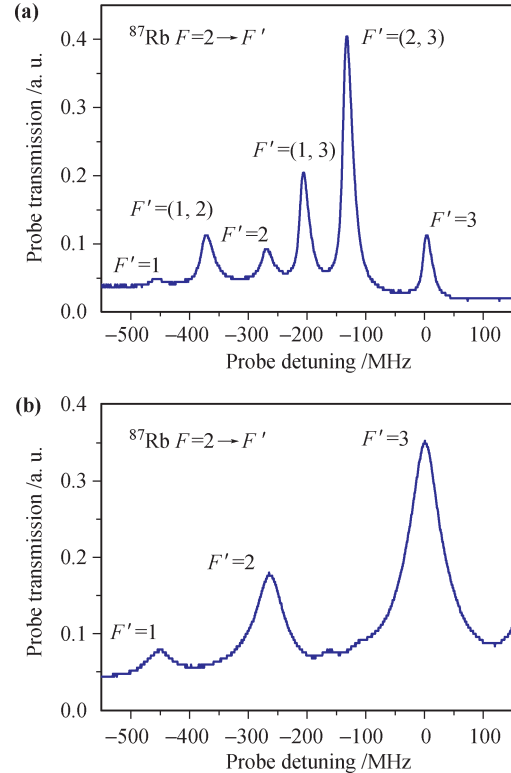 (a)
⁸⁷Rb F=2→F′
F′=(2, 3)
F′=(1, 3)
F′=(1, 2)
F′=2
F′=3
F′=1
0.4
0.3
0.2
0.1
0.0
Probe transmission /a. u.
−500 −400 −300 −200 −100 0 100
Probe detuning /MHz
(b)
⁸⁷Rb F=2→F′
F′=3
F′=2
F′=1
0.4
0.3
0.2
0.1
0.0
Probe transmission /a. u.
−500 −400 −300 −200 −100 0 100
Probe detuning /MHz